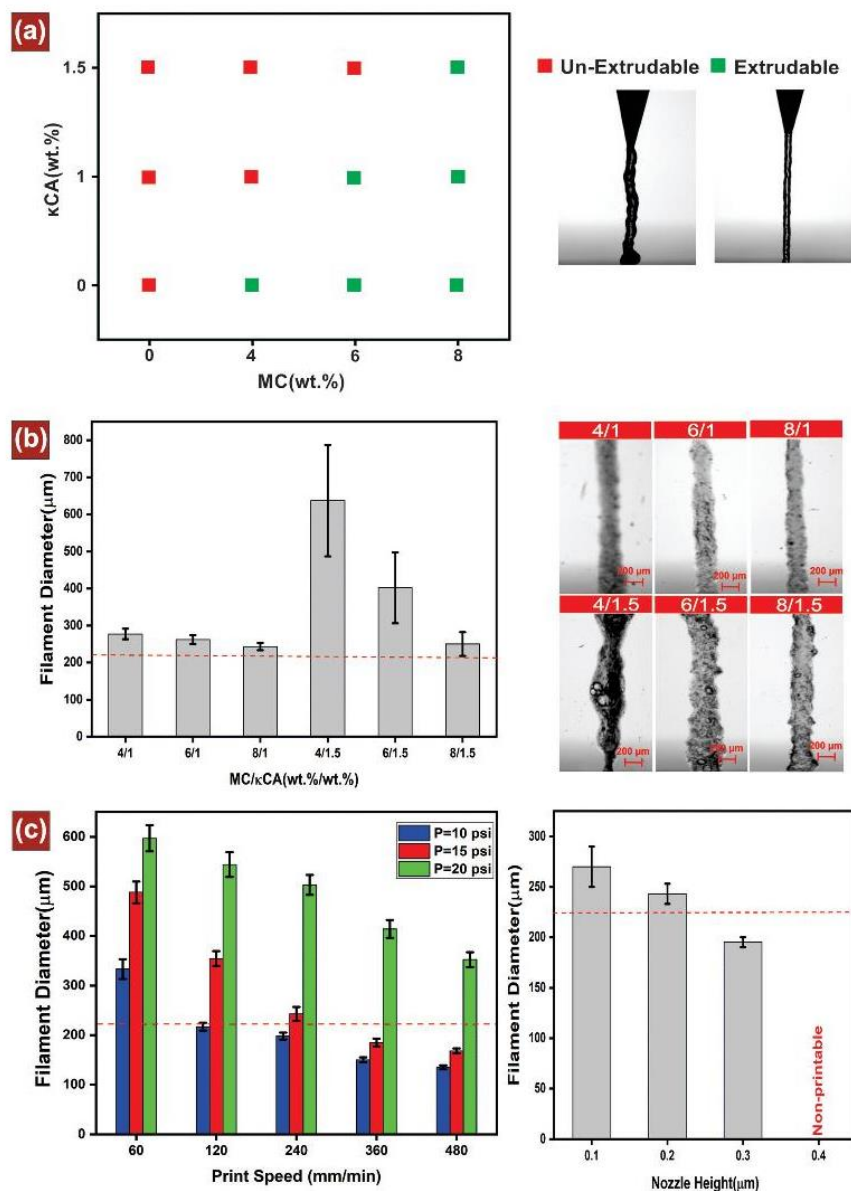 (a)
1.5
1
0
κCA(wt.%)
0 4 6 8
MC(wt.%)
Un-Extrudable Extrudable
(b)
800
700
600
500
400
300
200
100
0
Filament Diameter(μm)
4/1 6/1 8/1 4/1.5 6/1.5 8/1.5
MC/κCA(wt.%/wt.%)
4/1 6/1 8/1
200 μm 200 μm 200 μm
4/1.5 6/1.5 8/1.5
200 μm 200 μm 200 μm
(c)
600
500
400
300
200
100
0
Filament Diameter(μm)
P=10 psi
P=15 psi
P=20 psi
60 120 240 360 480
Print Speed (mm/min)
300
250
200
150
100
50
0
Filament Diameter(μm)
Non-printable
0.1 0.2 0.3 0.4
Nozzle Height(μm)